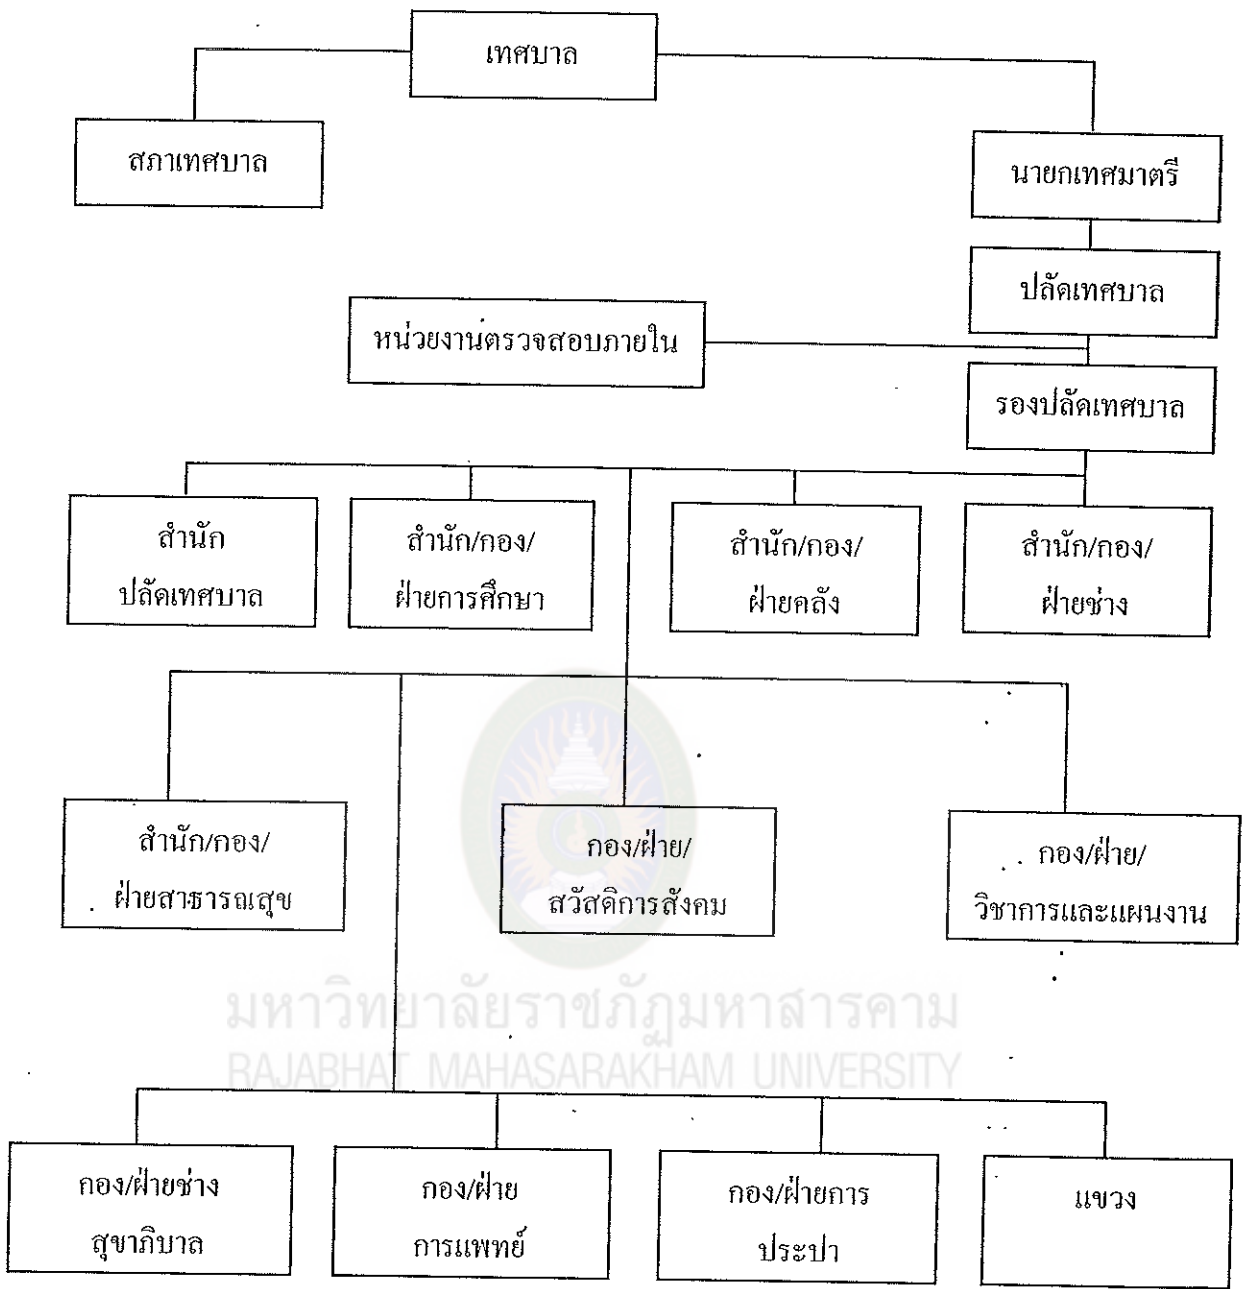 เทศบาล
สภาเทศบาล
นายกเทศมาตรี
ปลัดเทศบาล
หน่วยงานตรวจสอบภายใน
รองปลัดเทศบาล
สำนัก
ปลัดเทศบาล
สำนัก/กอง/
ฝ่ายการศึกษา
สำนัก/กอง/
ฝ่ายคลัง
สำนัก/กอง/
ฝ่ายช่าง
สำนัก/กอง/
ฝ่ายสาธารณสุข
กอง/ฝ่าย/
สวัสดิการสังคม
กอง/ฝ่าย/
วิชาการและแผนงาน
มหาวิทยาลัยราชภัฏมหาสารคาม
RAJABHAT MAHASARAKHAM UNIVERSITY
กอง/ฝ่ายช่าง
สุขาภิบาล
กอง/ฝ่าย
การแพทย์
กอง/ฝ่ายการ
ประปา
แขวง